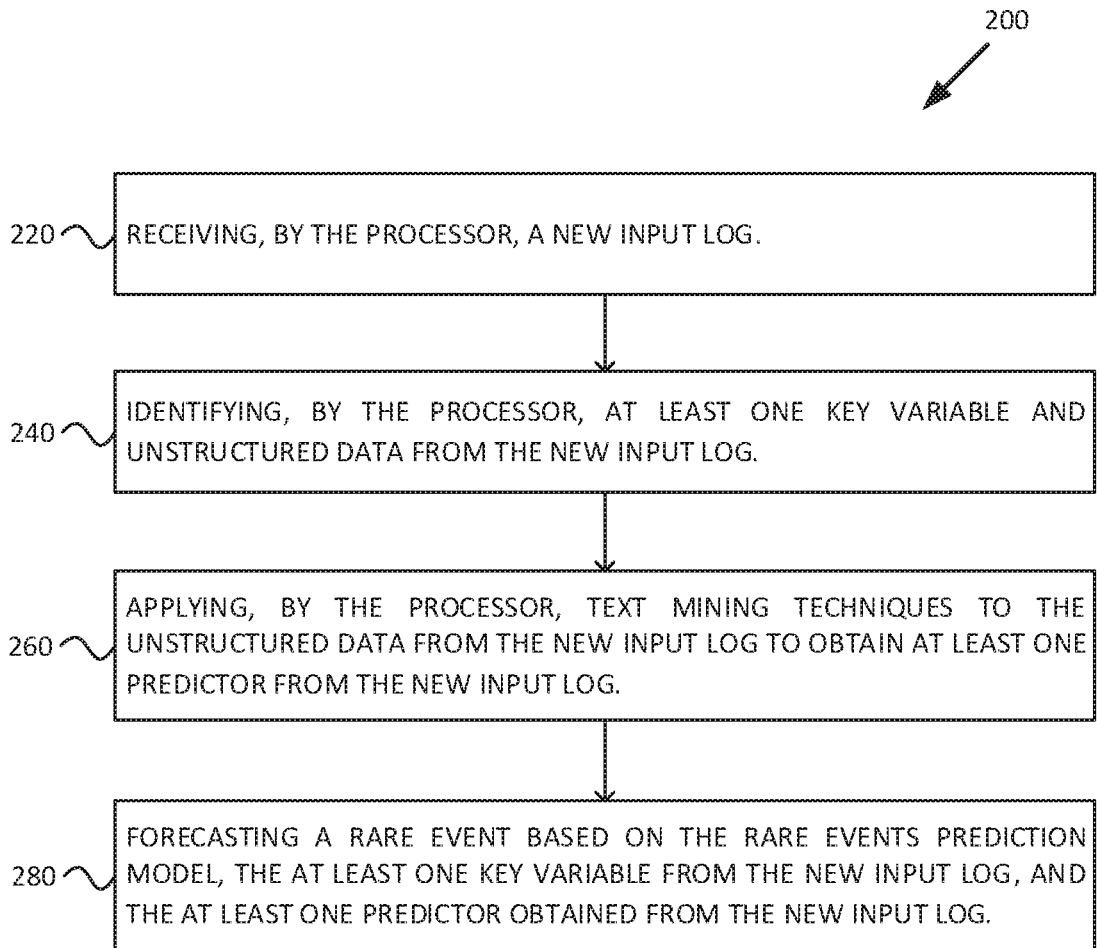 200
220
RECEIVING, BY THE PROCESSOR, A NEW INPUT LOG.
240
IDENTIFYING, BY THE PROCESSOR, AT LEAST ONE KEY VARIABLE AND
UNSTRUCTURED DATA FROM THE NEW INPUT LOG.
260
APPLYING, BY THE PROCESSOR, TEXT MINING TECHNIQUES TO THE
UNSTRUCTURED DATA FROM THE NEW INPUT LOG TO OBTAIN AT LEAST ONE
PREDICTOR FROM THE NEW INPUT LOG.
280
FORECASTING A RARE EVENT BASED ON THE RARE EVENTS PREDICTION
MODEL, THE AT LEAST ONE KEY VARIABLE FROM THE NEW INPUT LOG, AND
THE AT LEAST ONE PREDICTOR OBTAINED FROM THE NEW INPUT LOG.